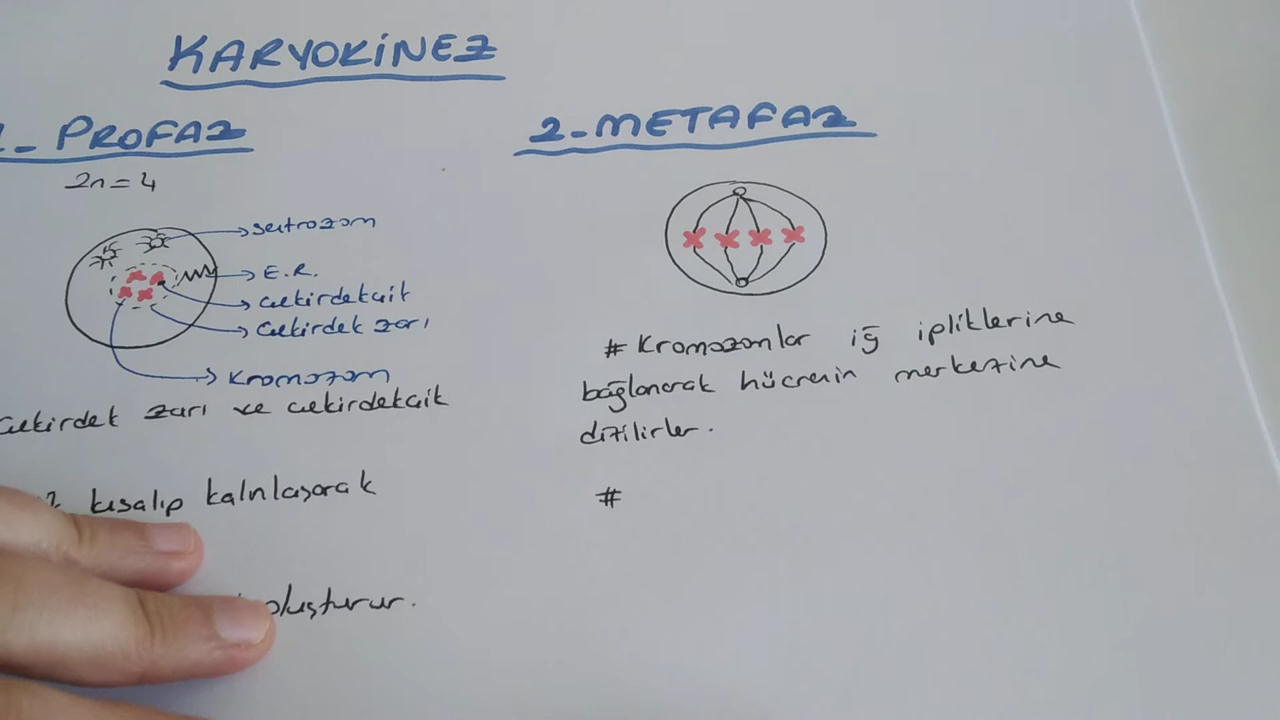 KARYOKİNEZ
1- PROFAZ
2n=4
sentrozom
E.R.
Çekirdekçik
Çekirdek zarı
Kromozom
Çekirdek zarı ve çekirdekçik
kısalıp kalınlaşarak
oluşturur.
2-METAFAZ
# Kromozomlar iğ ipliklerine
bağlanarak hücrenin merkezine
dizilirler.
#